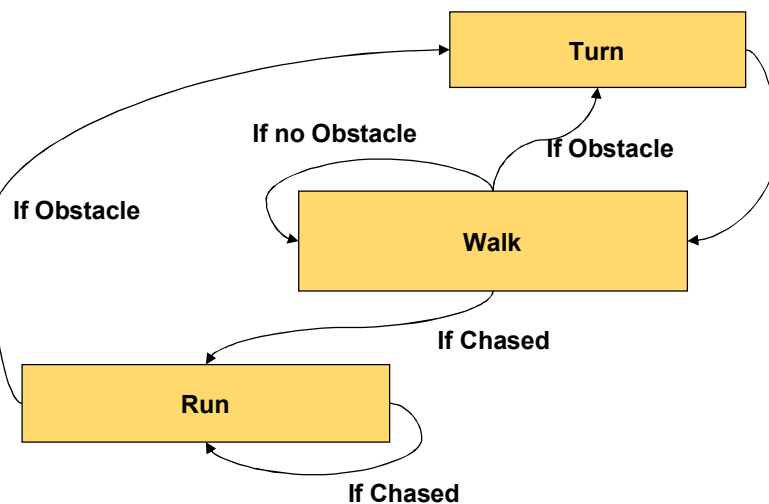 Turn
If no Obstacle
If Obstacle
If Obstacle
Walk
If Chased
Run
If Chased